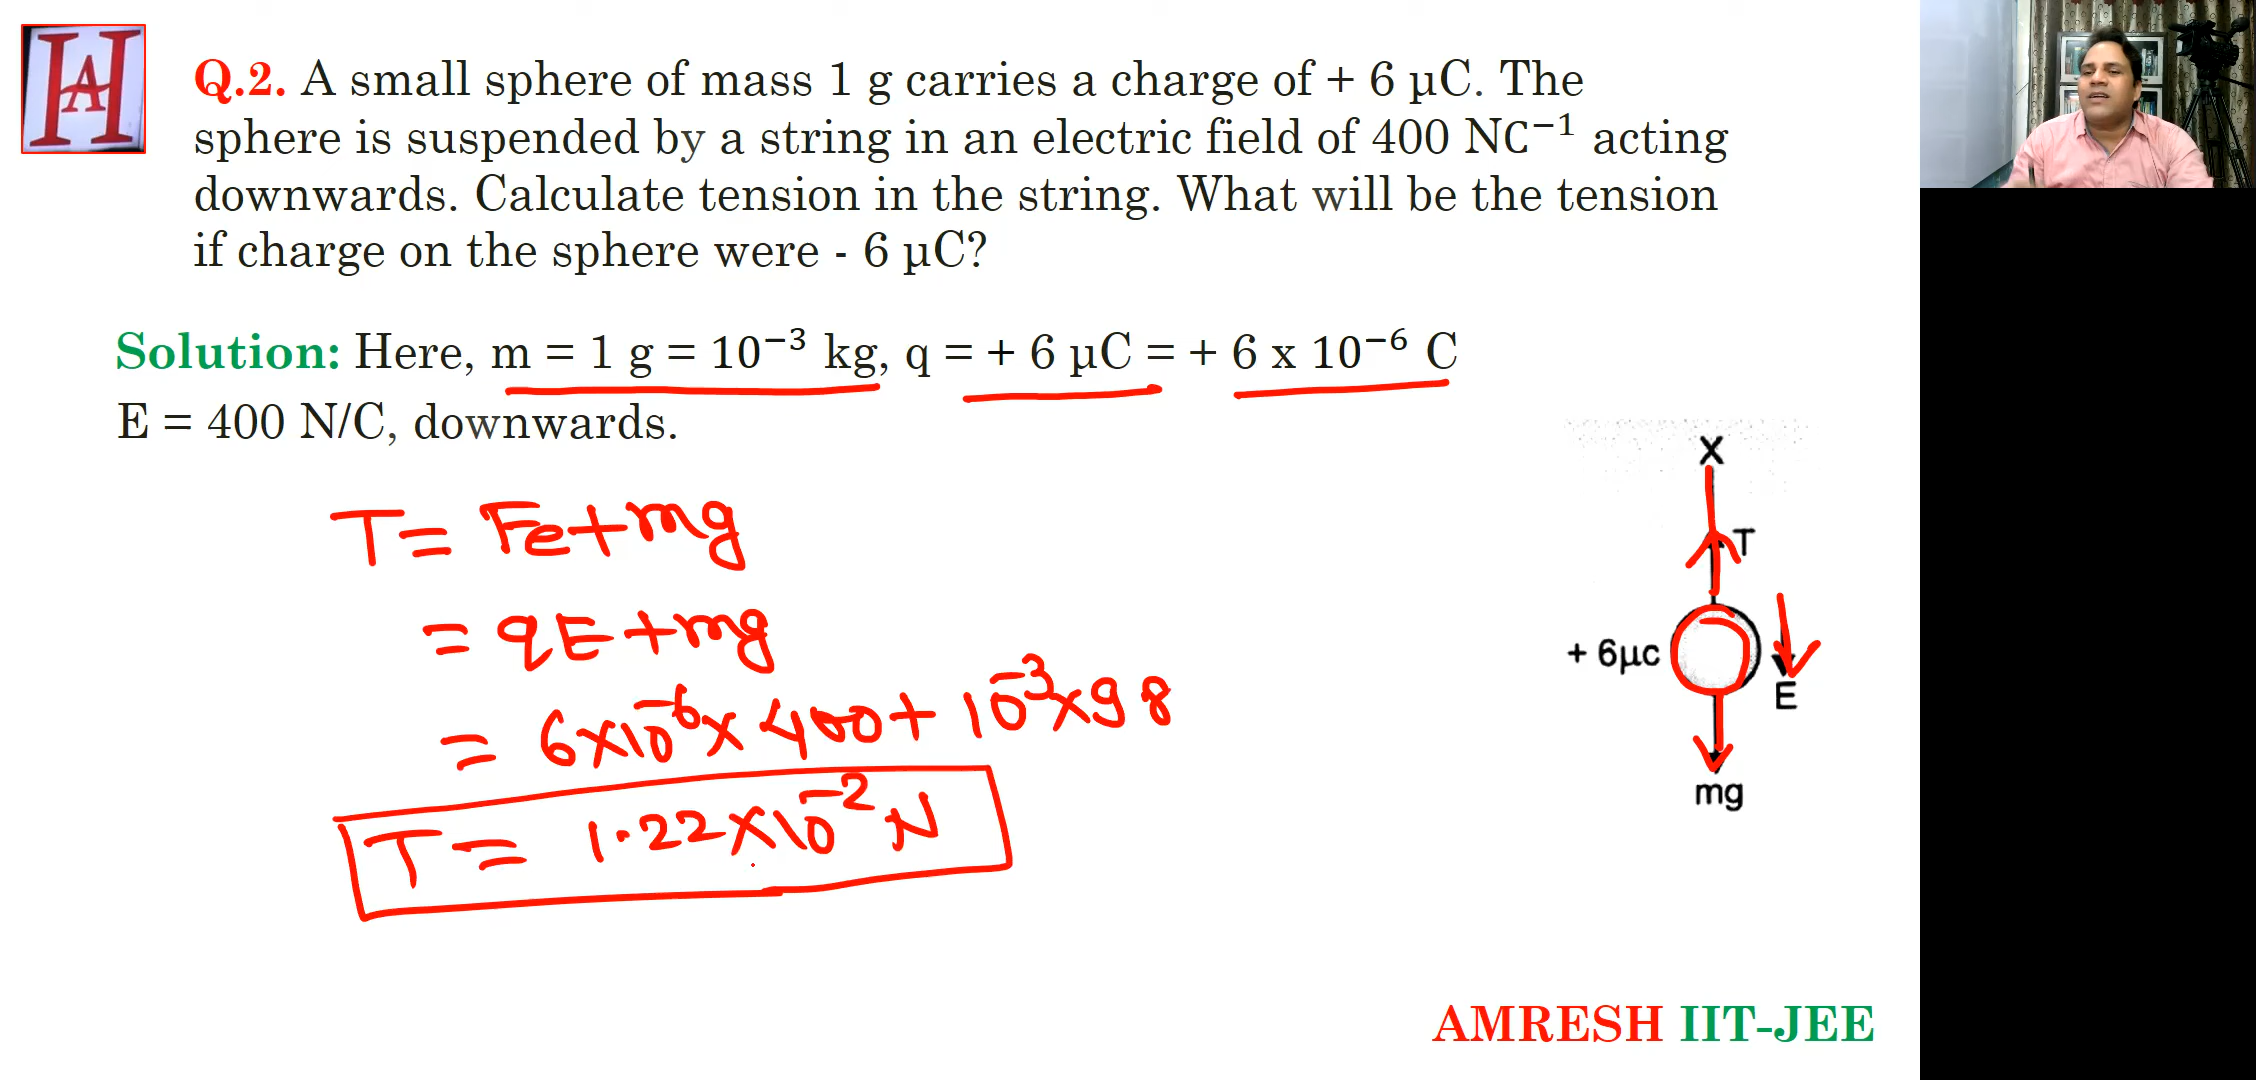 HA
Q.2. A small sphere of mass 1 g carries a charge of + 6 µC. The
sphere is suspended by a string in an electric field of 400 NC⁻¹ acting
downwards. Calculate tension in the string. What will be the tension
if charge on the sphere were - 6 µC?
Solution: Here, m = 1 g = 10⁻³ kg, q = + 6 µC = + 6 x 10⁻⁶ C
E = 400 N/C, downwards.
T = Fe + mg
= qE + mg
= 6×10⁻⁶ × 400 + 10⁻³ × 9 8
T = 1.22 × 10⁻² N
X
T
+ 6µc
E
mg
AMRESH IIT-JEE